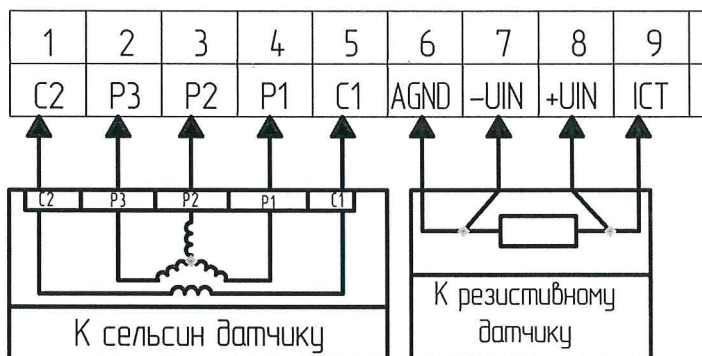 1 2 3 4 5 6 7 8 9
C2 P3 P2 P1 C1 AGND -UIN +UIN ICT
C2 P3 P2 P1 C1
К сельсин датчику
К резистивному
датчику